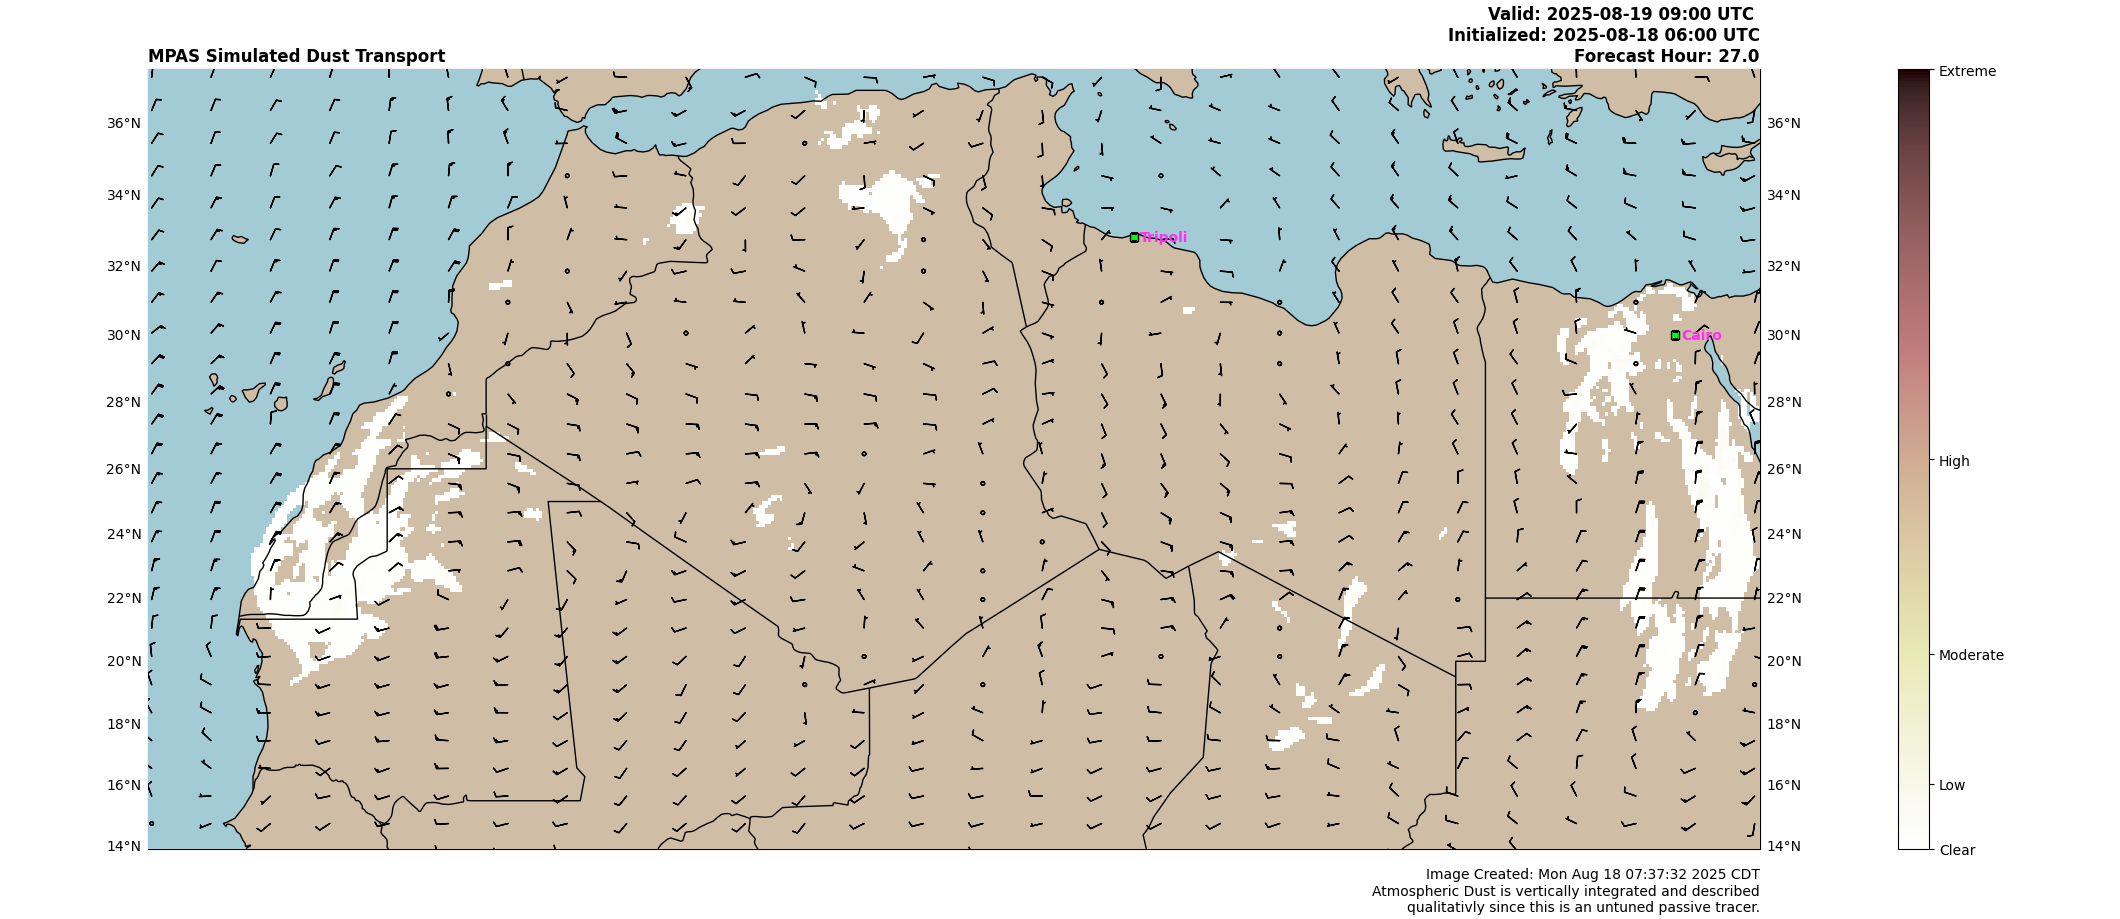 Valid: 2025-08-19 09:00 UTC
Initialized: 2025-08-18 06:00 UTC
MPAS Simulated Dust Transport
Forecast Hour: 27.0
Extreme
36°N
36°N
34°N
34°N
Tripoli
32°N
32°N
30°N
Cairo
30°N
28°N
28°N
26°N
26°N
High
24°N
24°N
22°N
22°N
20°N
20°N
Moderate
18°N
18°N
16°N
16°N
Low
14°N
14°N
Clear
Image Created: Mon Aug 18 07:37:32 2025 CDT
Atmospheric Dust is vertically integrated and described
qualitativly since this is an untuned passive tracer.